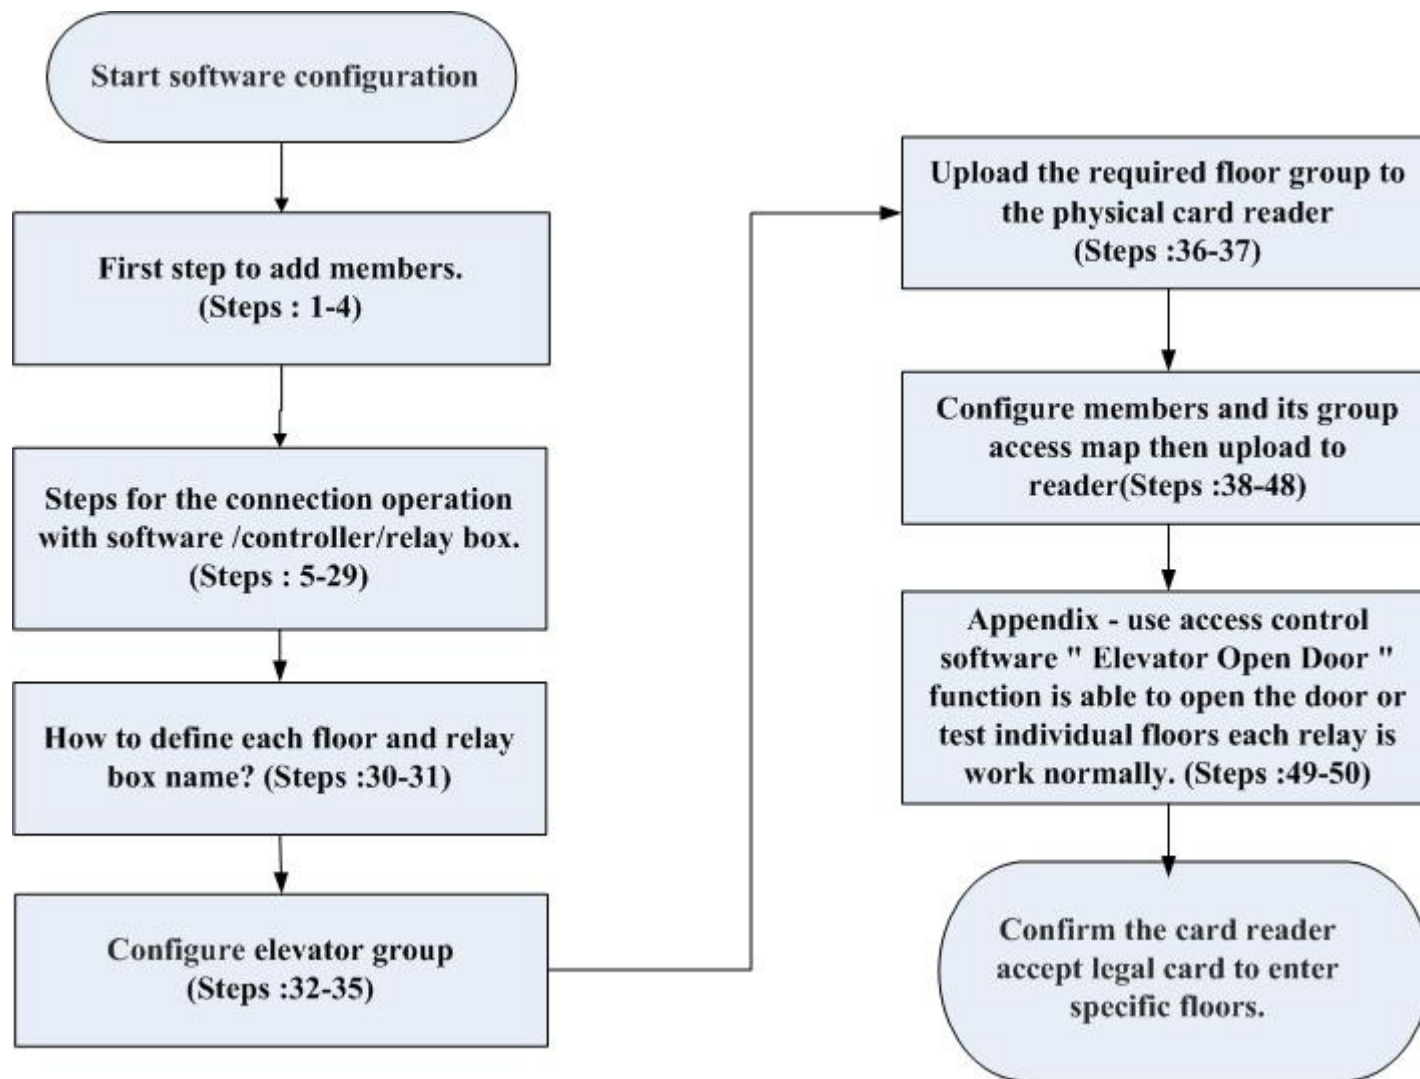 Start software configuration
First step to add members.
(Steps : 1-4)
Steps for the connection operation
with software /controller/relay box.
(Steps : 5-29)
How to define each floor and relay
box name? (Steps :30-31)
Configure elevator group
(Steps :32-35)
Upload the required floor group to
the physical card reader
(Steps :36-37)
Configure members and its group
access map then upload to
reader(Steps :38-48)
Appendix - use access control
software " Elevator Open Door "
function is able to open the door or
test individual floors each relay is
work normally. (Steps :49-50)
Confirm the card reader
accept legal card to enter
specific floors.